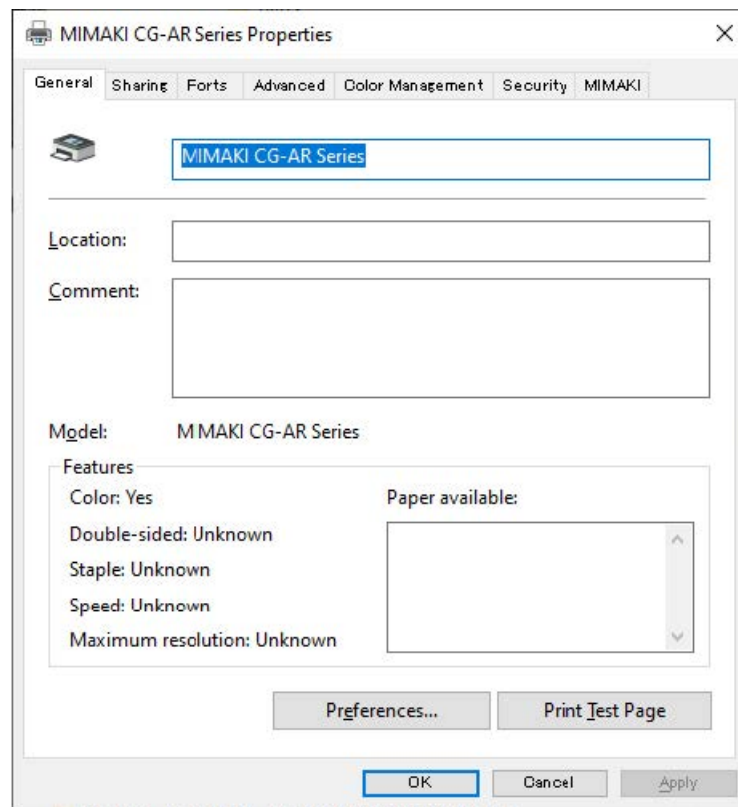 MIMAKI CG-AR Series Properties
General Sharing Forts Advanced Color Management Security MIMAKI
MIMAKI CG-AR Series
Location:
Comment:
Model: M MAKI CG-AR Series
Features
Color: Yes Paper available:
Double-sided: Unknown
Staple: Unknown
Speed: Unknown
Maximum resolution: Unknown
Preferences... Print Test Page
OK Cancel Apply